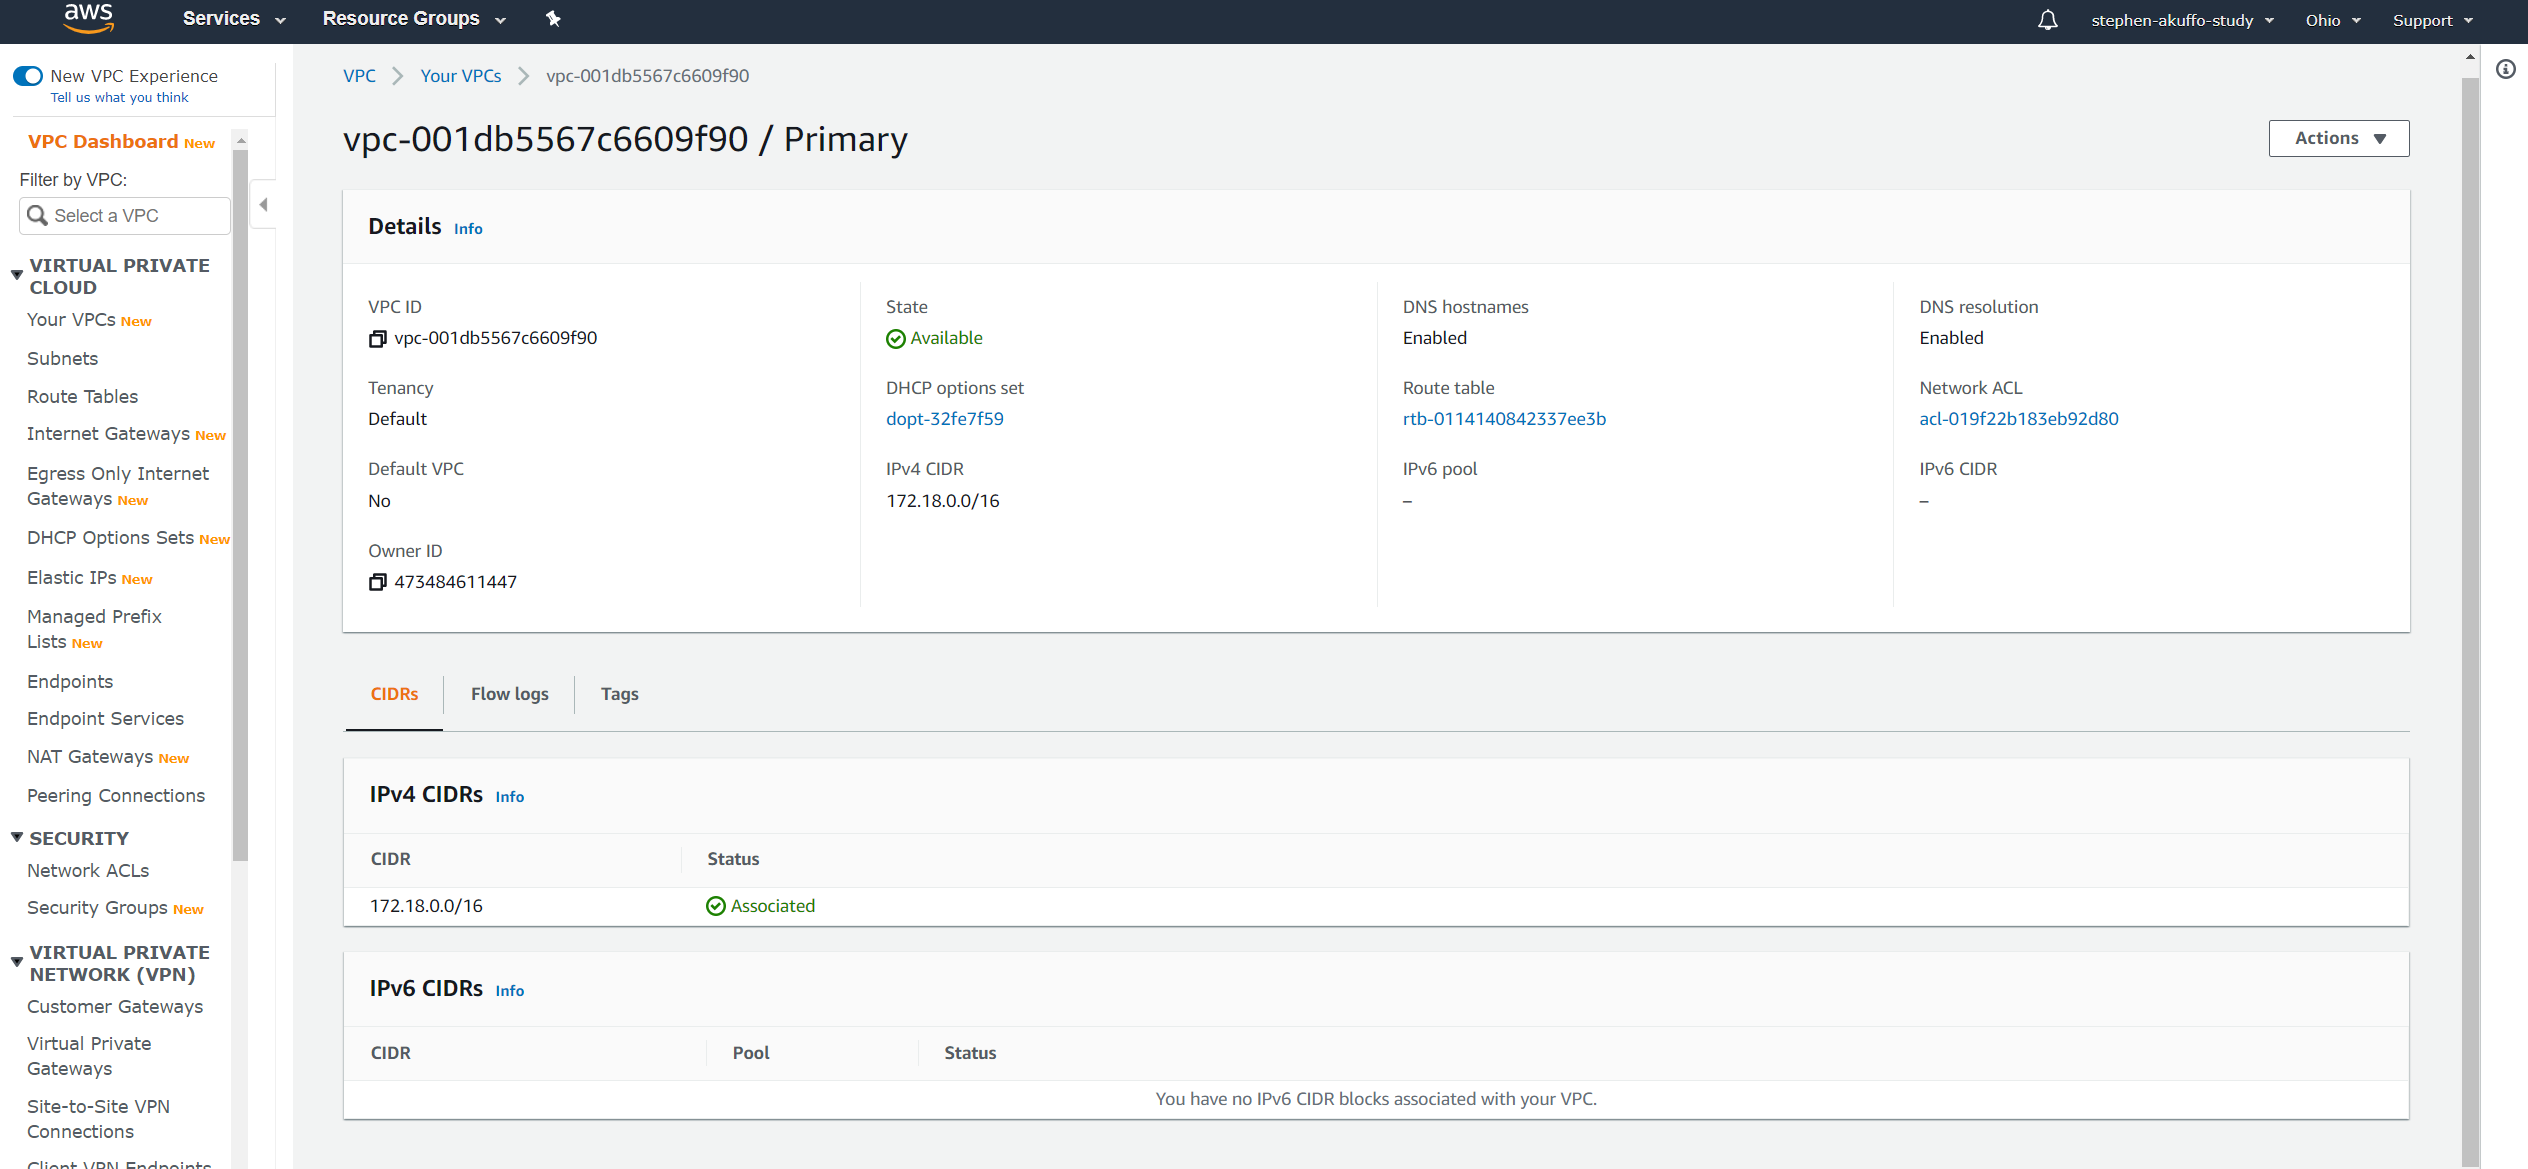 aws
Services
Resource Groups
stephen-akuffo-study
Ohio
Support
New VPC Experience
Tell us what you think
VPC Dashboard New
Filter by VPC:
Select a VPC
VIRTUAL PRIVATE
CLOUD
Your VPCs New
Subnets
Route Tables
Internet Gateways New
Egress Only Internet
Gateways New
DHCP Options Sets New
Elastic IPs New
Managed Prefix
Lists New
Endpoints
Endpoint Services
NAT Gateways New
Peering Connections
SECURITY
Network ACLs
Security Groups New
VIRTUAL PRIVATE
NETWORK (VPN)
Customer Gateways
Virtual Private
Gateways
Site-to-Site VPN
Connections
Client VPN Endpoints
VPC
Your VPCs
vpc-001db5567c6609f90
vpc-001db5567c6609f90 / Primary
Actions
Details Info
VPC ID
vpc-001db5567c6609f90
State
Available
DNS hostnames
Enabled
DNS resolution
Enabled
Tenancy
Default
DHCP options set
dopt-32fe7f59
Route table
rtb-0114140842337ee3b
Network ACL
acl-019f22b183eb92d80
Default VPC
No
IPv4 CIDR
172.18.0.0/16
IPv6 pool
–
IPv6 CIDR
–
Owner ID
473484611447
CIDRs
Flow logs
Tags
IPv4 CIDRs Info
CIDR
Status
172.18.0.0/16
Associated
IPv6 CIDRs Info
CIDR
Pool
Status
You have no IPv6 CIDR blocks associated with your VPC.